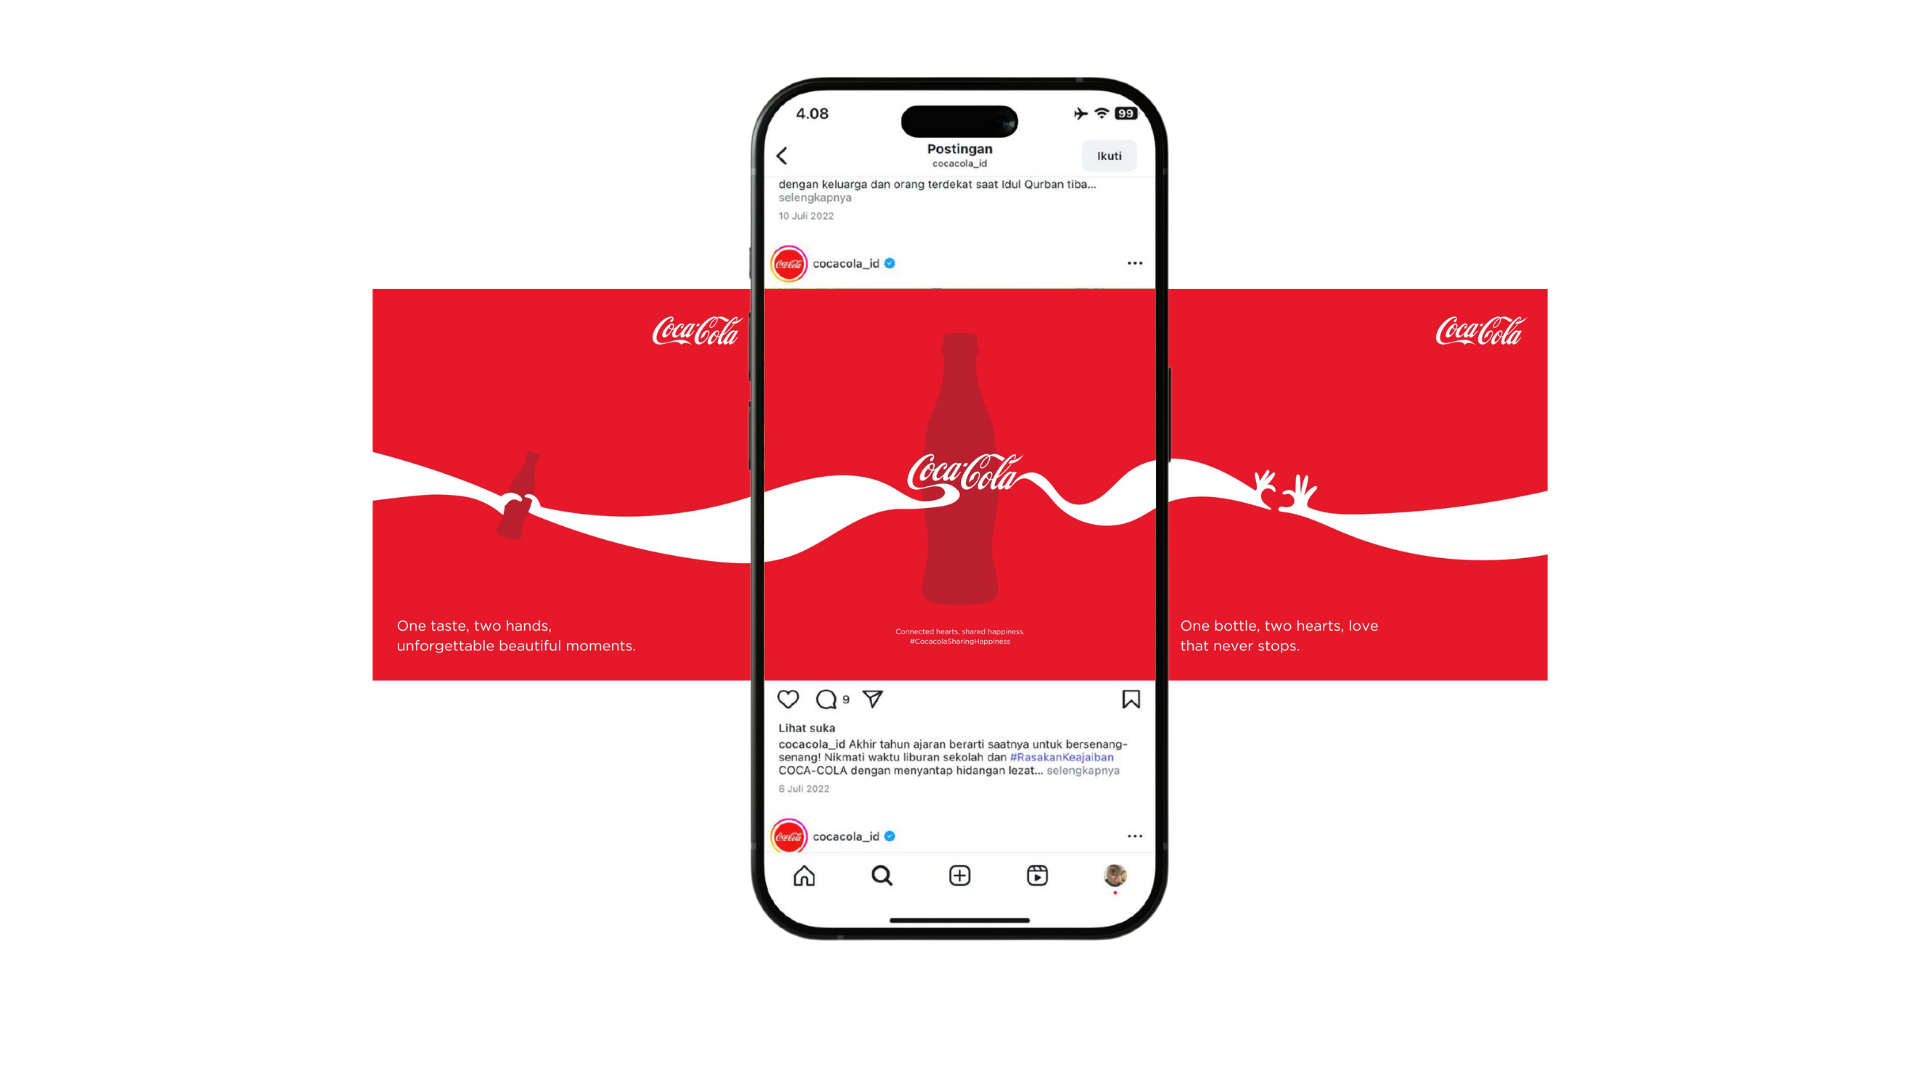 4.08
99
Postingan
cocacola_id
Ikuti
dengan keluarga dan orang terdekat saat Idul Qurban tiba...
selengkapnya
10 Juli 2022
Coca-Cola
cocacola_id
Coca-Cola
One taste, two hands,
unforgettable beautiful moments.
Coca-Cola
Connected hearts, shared happiness.
#CocacolaSharingHappiness
Coca-Cola
One bottle, two hearts, love
that never stops.
9
Lihat suka
cocacola_id Akhir tahun ajaran berarti saatnya untuk bersenang-
senang! Nikmati waktu liburan sekolah dan #RasakanKeajaiban
COCA-COLA dengan menyantap hidangan lezat... selengkapnya
6 Juli 2022
Coca-Cola
cocacola_id